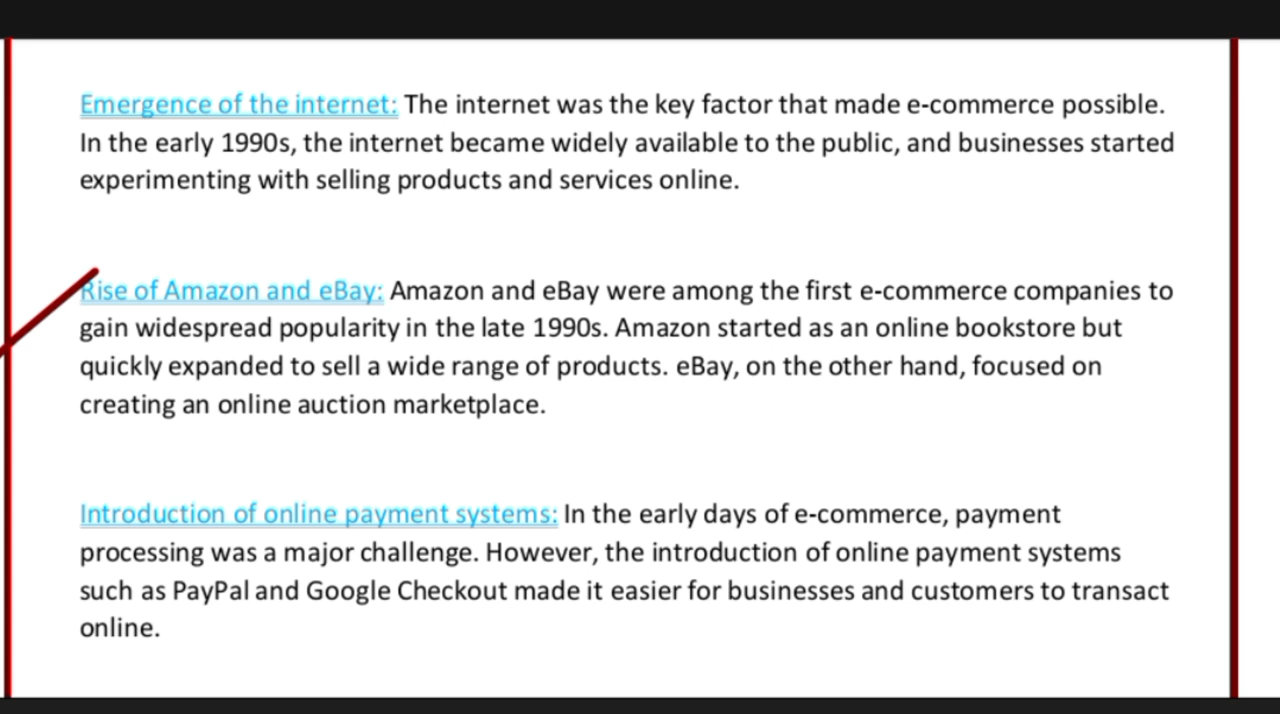 Emergence of the internet: The internet was the key factor that made e-commerce possible.
In the early 1990s, the internet became widely available to the public, and businesses started
experimenting with selling products and services online.
Rise of Amazon and eBay: Amazon and eBay were among the first e-commerce companies to
gain widespread popularity in the late 1990s. Amazon started as an online bookstore but
quickly expanded to sell a wide range of products. eBay, on the other hand, focused on
creating an online auction marketplace.
Introduction of online payment systems: In the early days of e-commerce, payment
processing was a major challenge. However, the introduction of online payment systems
such as PayPal and Google Checkout made it easier for businesses and customers to transact
online.